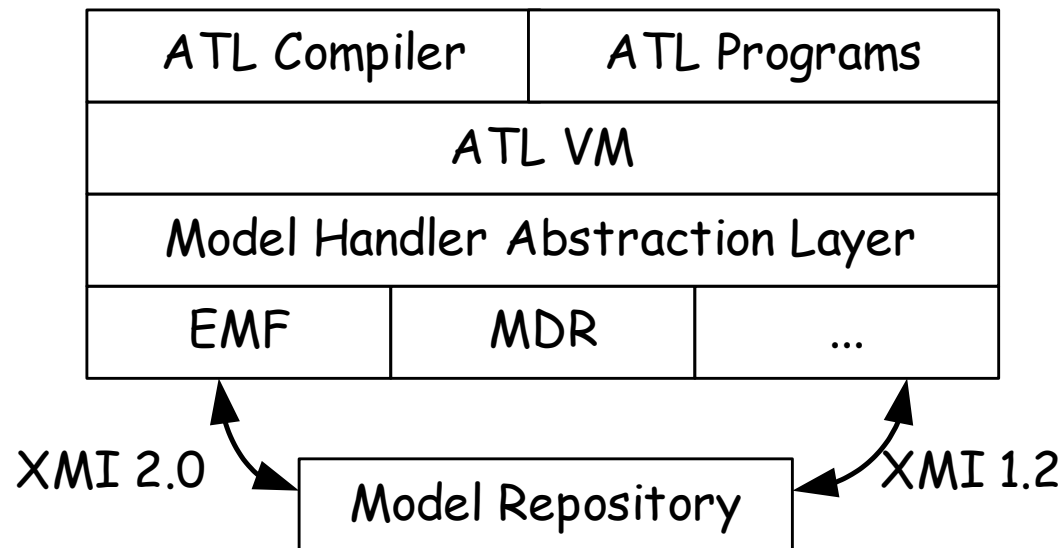 ATL Compiler ATL Programs
ATL VM
Model Handler Abstraction Layer
EMF MDR ...
XMI 2.0 XMI 1.2
Model Repository